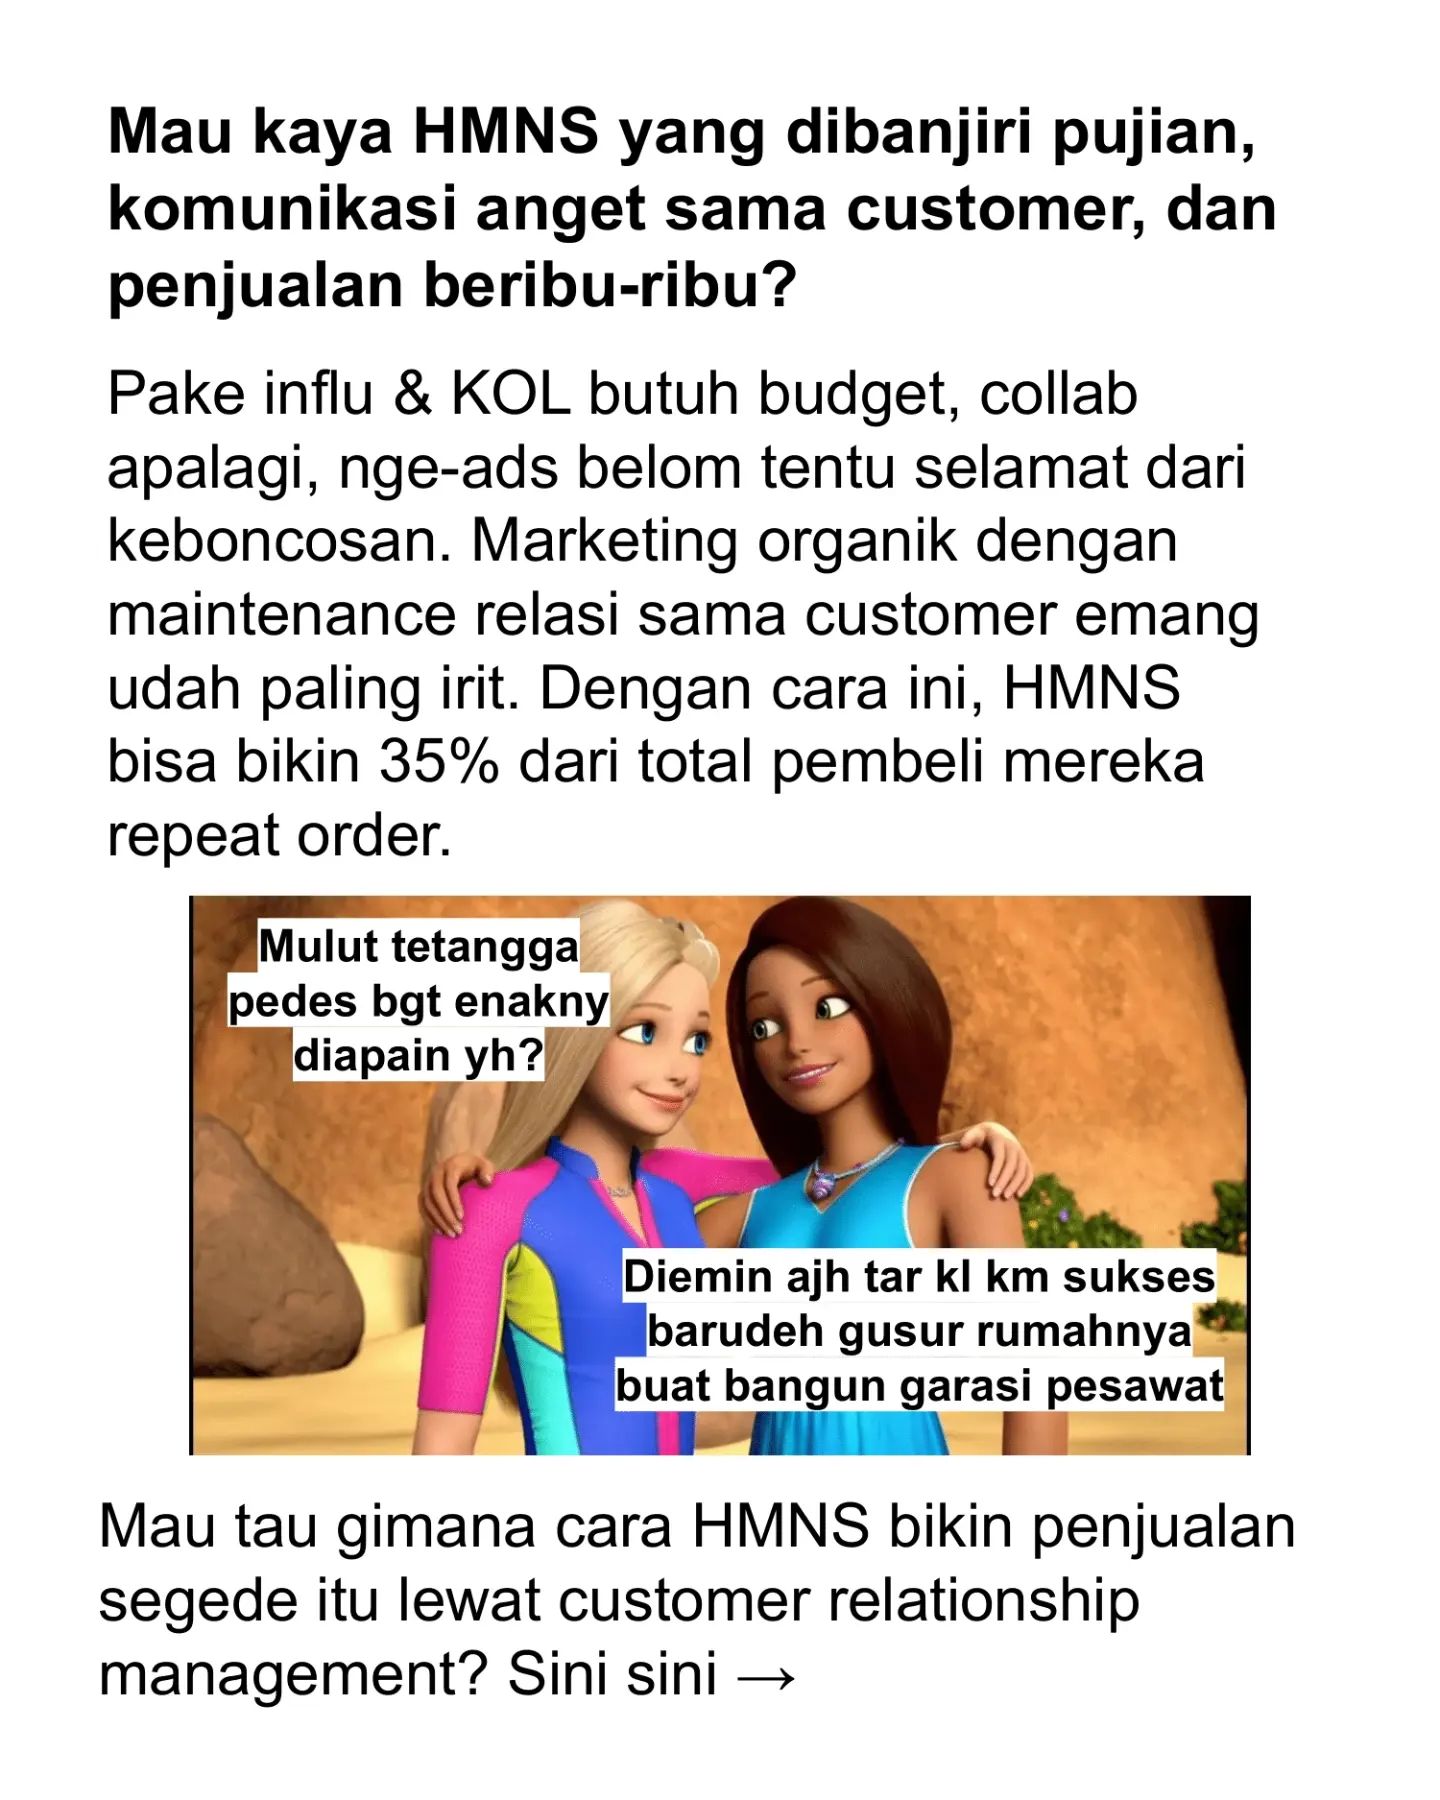 Mau kaya HMNS yang dibanjiri pujian,
komunikasi anget sama customer, dan
penjualan beribu-ribu?
Pake influ & KOL butuh budget, collab
apalagi, nge-ads belom tentu selamat dari
keboncosan. Marketing organik dengan
maintenance relasi sama customer emang
udah paling irit. Dengan cara ini, HMNS
bisa bikin 35% dari total pembeli mereka
repeat order.
Mulut tetangga
pedes bgt enakny
diapain yh?
Diemin ajh tar kl km sukses
barudeh gusur rumahnya
buat bangun garasi pesawat
Mau tau gimana cara HMNS bikin penjualan
segede itu lewat customer relationship
management? Sini sini →